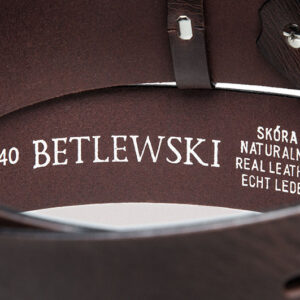 40 BETLEWSKI
SKÓRA
NATURALN
REAL LEATH
ECHT LEDE